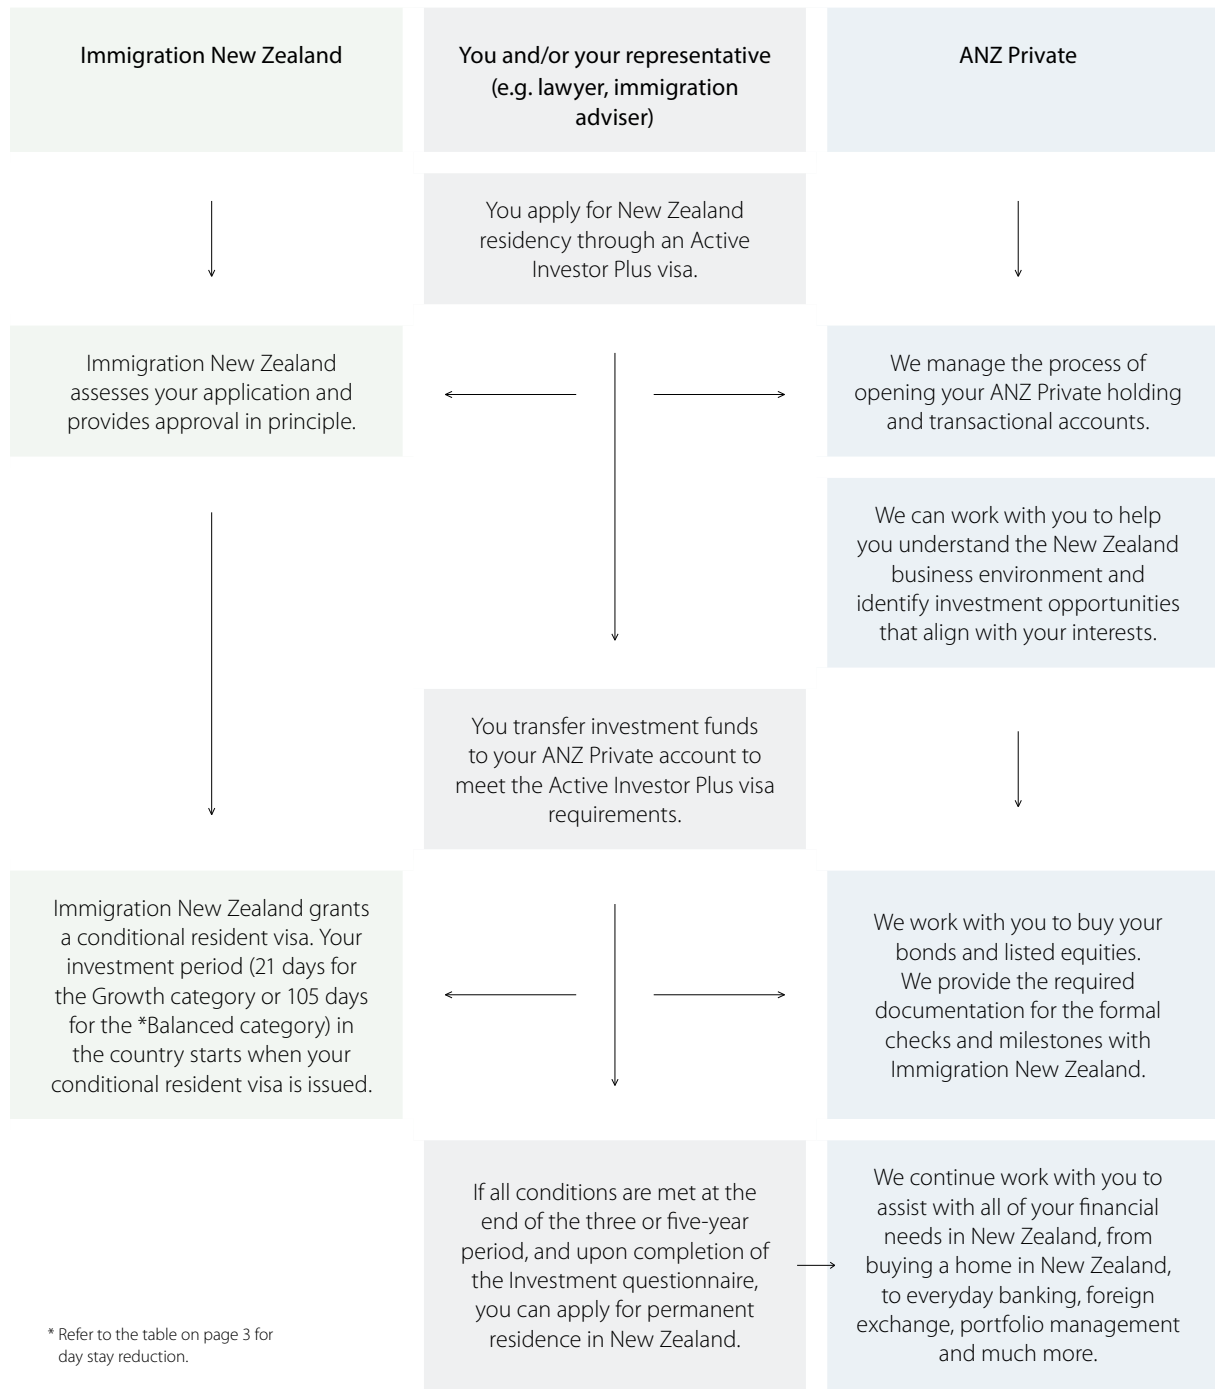 Immigration New Zealand
You and/or your representative
(e.g. lawyer, immigration
adviser)
ANZ Private
You apply for New Zealand
residency through an Active
Investor Plus visa.
Immigration New Zealand
assesses your application and
provides approval in principle.
We manage the process of
opening your ANZ Private holding
and transactional accounts.
We can work with you to help
you understand the New Zealand
business environment and
identify investment opportunities
that align with your interests.
You transfer investment funds
to your ANZ Private account to
meet the Active Investor Plus visa
requirements.
Immigration New Zealand grants
a conditional resident visa. Your
investment period (21 days for
the Growth category or 105 days
for the *Balanced category) in
the country starts when your
conditional resident visa is issued.
We work with you to buy your
bonds and listed equities.
We provide the required
documentation for the formal
checks and milestones with
Immigration New Zealand.
If all conditions are met at the
end of the three or five-year
period, and upon completion of
the Investment questionnaire,
you can apply for permanent
residence in New Zealand.
We continue work with you to
assist with all of your financial
needs in New Zealand, from
buying a home in New Zealand,
to everyday banking, foreign
exchange, portfolio management
and much more.
* Refer to the table on page 3 for
day stay reduction.